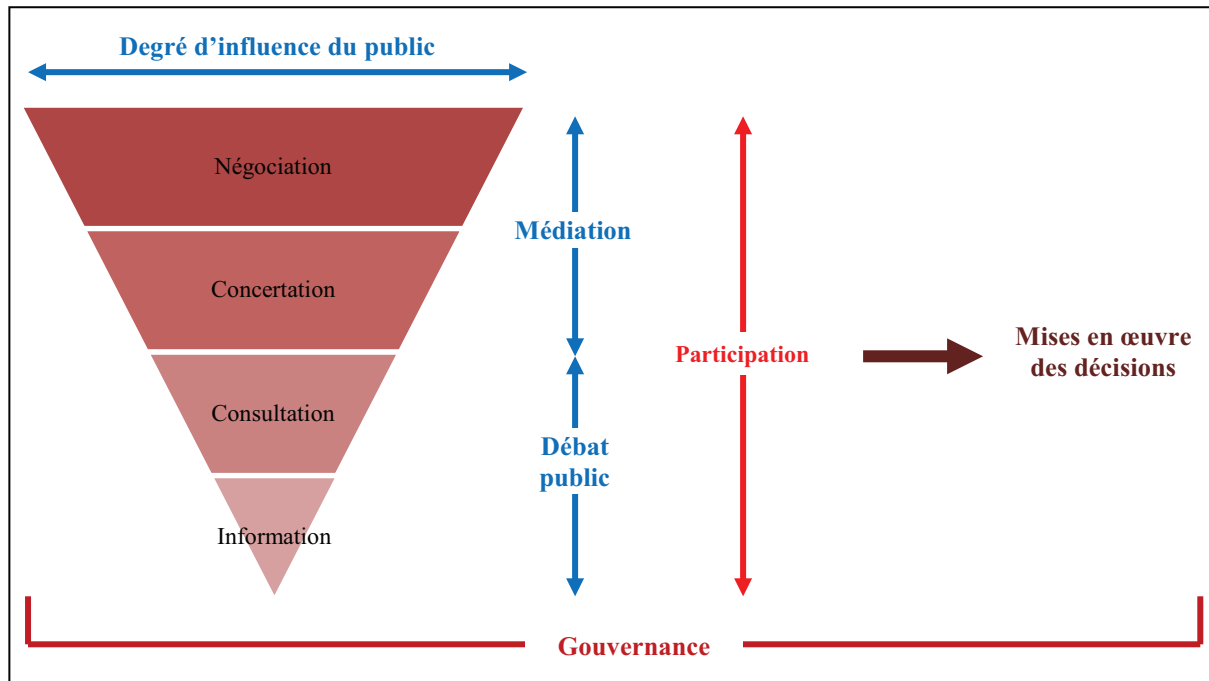 Degré d'influence du public
Négociation
Concertation
Consultation
Information
Médiation
Débat
public
Participation
Mises en œuvre
des décisions
Gouvernance